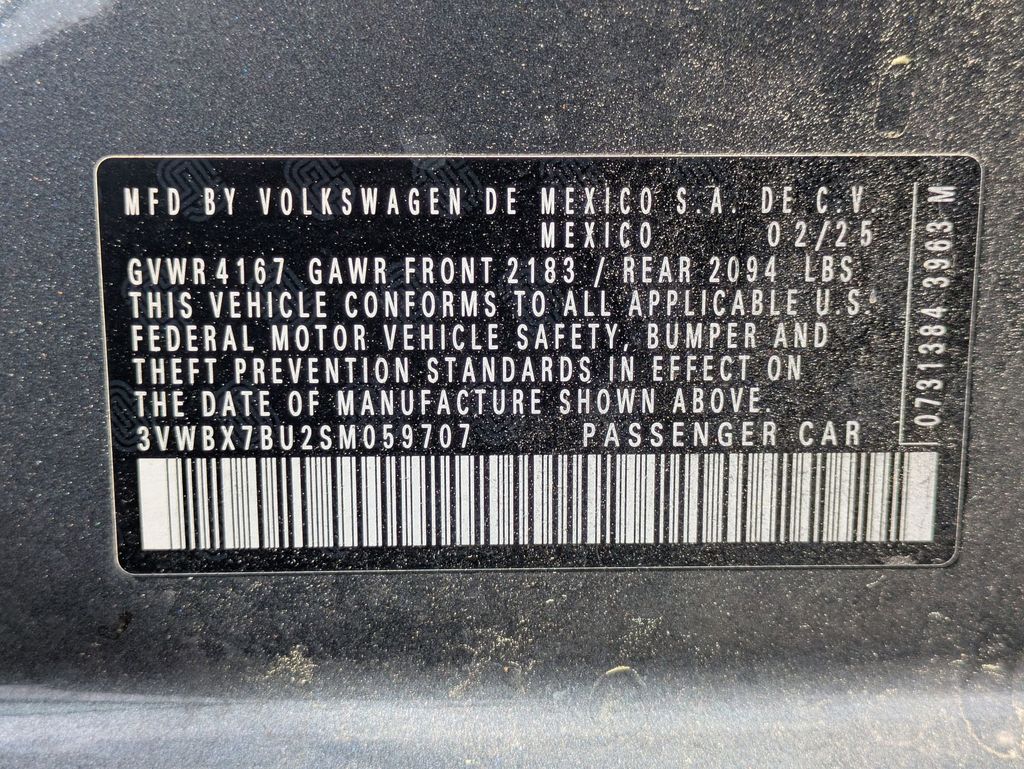 MFD BY VOLKSWAGEN DE MEXICO S.A. DE C.V.
MEXICO 02/25
GVWR 4167 GAWR FRONT 2183 / REAR 2094 LBS
THIS VEHICLE CONFORMS TO ALL APPLICABLE U.S.
FEDERAL MOTOR VEHICLE SAFETY, BUMPER AND
THEFT PREVENTION STANDARDS IN EFFECT ON
THE DATE OF MANUFACTURE SHOWN ABOVE.
3VWBX7BU2SM059707 PASSENGER CAR
0731384 3963 M